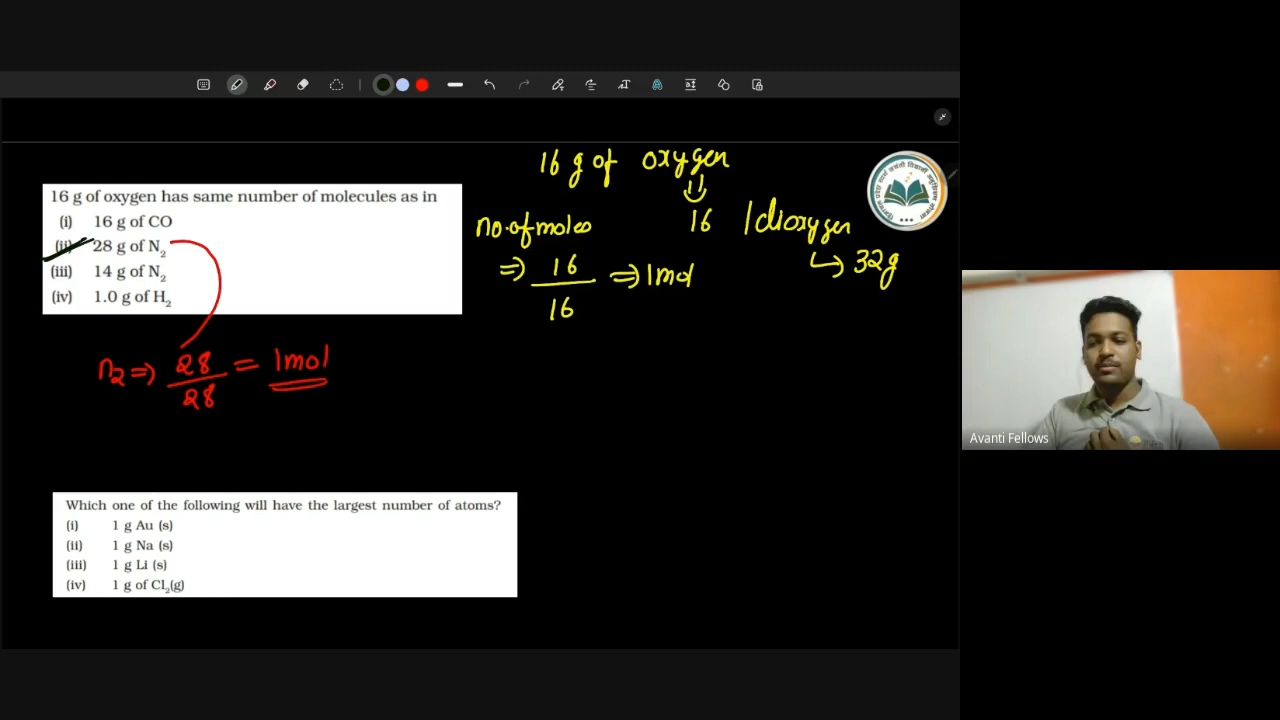 16 g of oxygen
16 g of oxygen has same number of molecules as in
(i) 16 g of CO
(ii) 28 g of N2
(iii) 14 g of N2
(iv) 1.0 g of H2
no. of moles
⇒ 16/16 ⇒ 1mol
16
dioxygen
↳ 32g
n2 ⇒ 28/28 = 1mol
Which one of the following will have the largest number of atoms?
(i) 1 g Au (s)
(ii) 1 g Na (s)
(iii) 1 g Li (s)
(iv) 1 g of Cl2(g)
Avanti Fellows